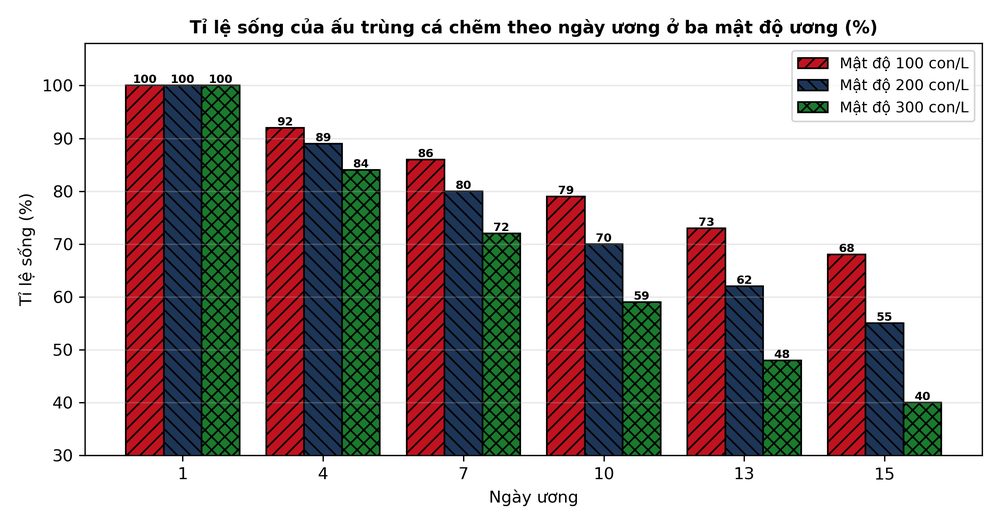 Tỉ lệ sống của ấu trùng cá chẽm theo ngày ương ở ba mật độ ương (%)
Mật độ 100 con/L
Mật độ 200 con/L
Mật độ 300 con/L
Tỉ lệ sống (%)
100
90
80
70
60
50
40
30
100 100 100
92 89 84
86 80 72
79 70 59
73 62 48
68 55 40
1 4 7 10 13 15
Ngày ương